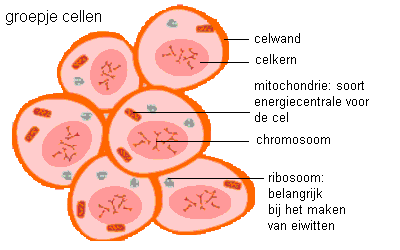 groepje cellen
celwand
celkern
mitochondrie: soort
energiecentrale voor
de cel
chromosoom
ribosoom:
belangrijk
bij het maken
van eiwitten